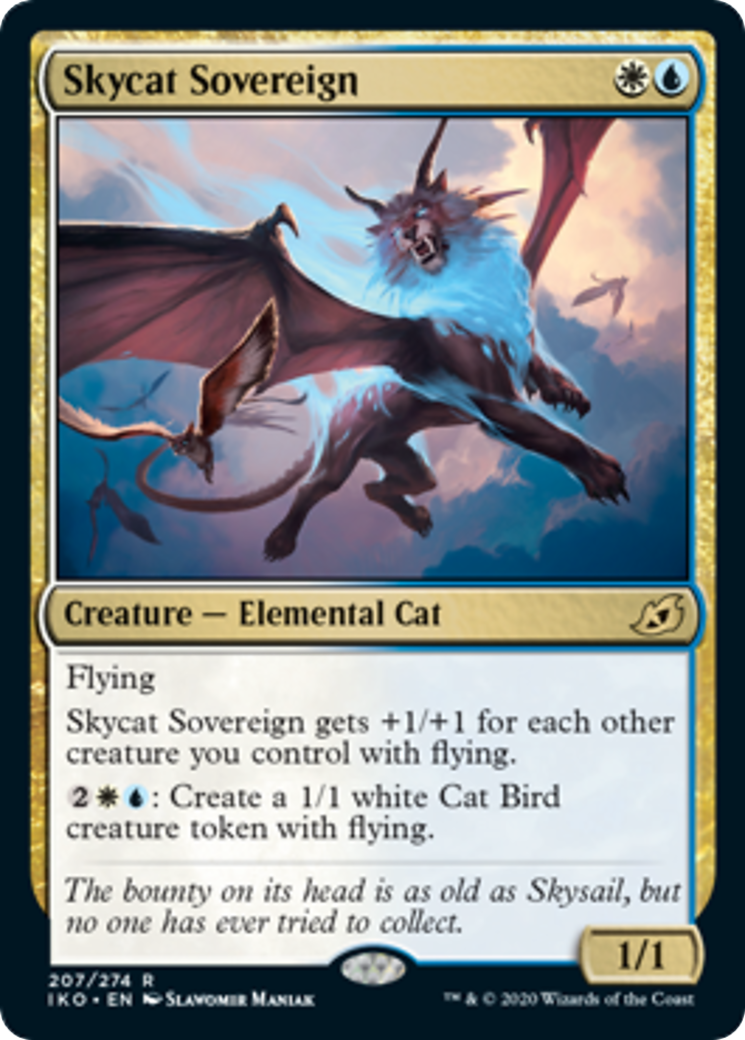 Skycat Sovereign
Creature — Elemental Cat
Flying
Skycat Sovereign gets +1/+1 for each other
creature you control with flying.
2: Create a 1/1 white Cat Bird
creature token with flying.
The bounty on its head is as old as Skysail, but
no one has ever tried to collect.
1/1
207/274 R
IKO • EN Slawomir Maniak
™ & © 2020 Wizards of the Coast